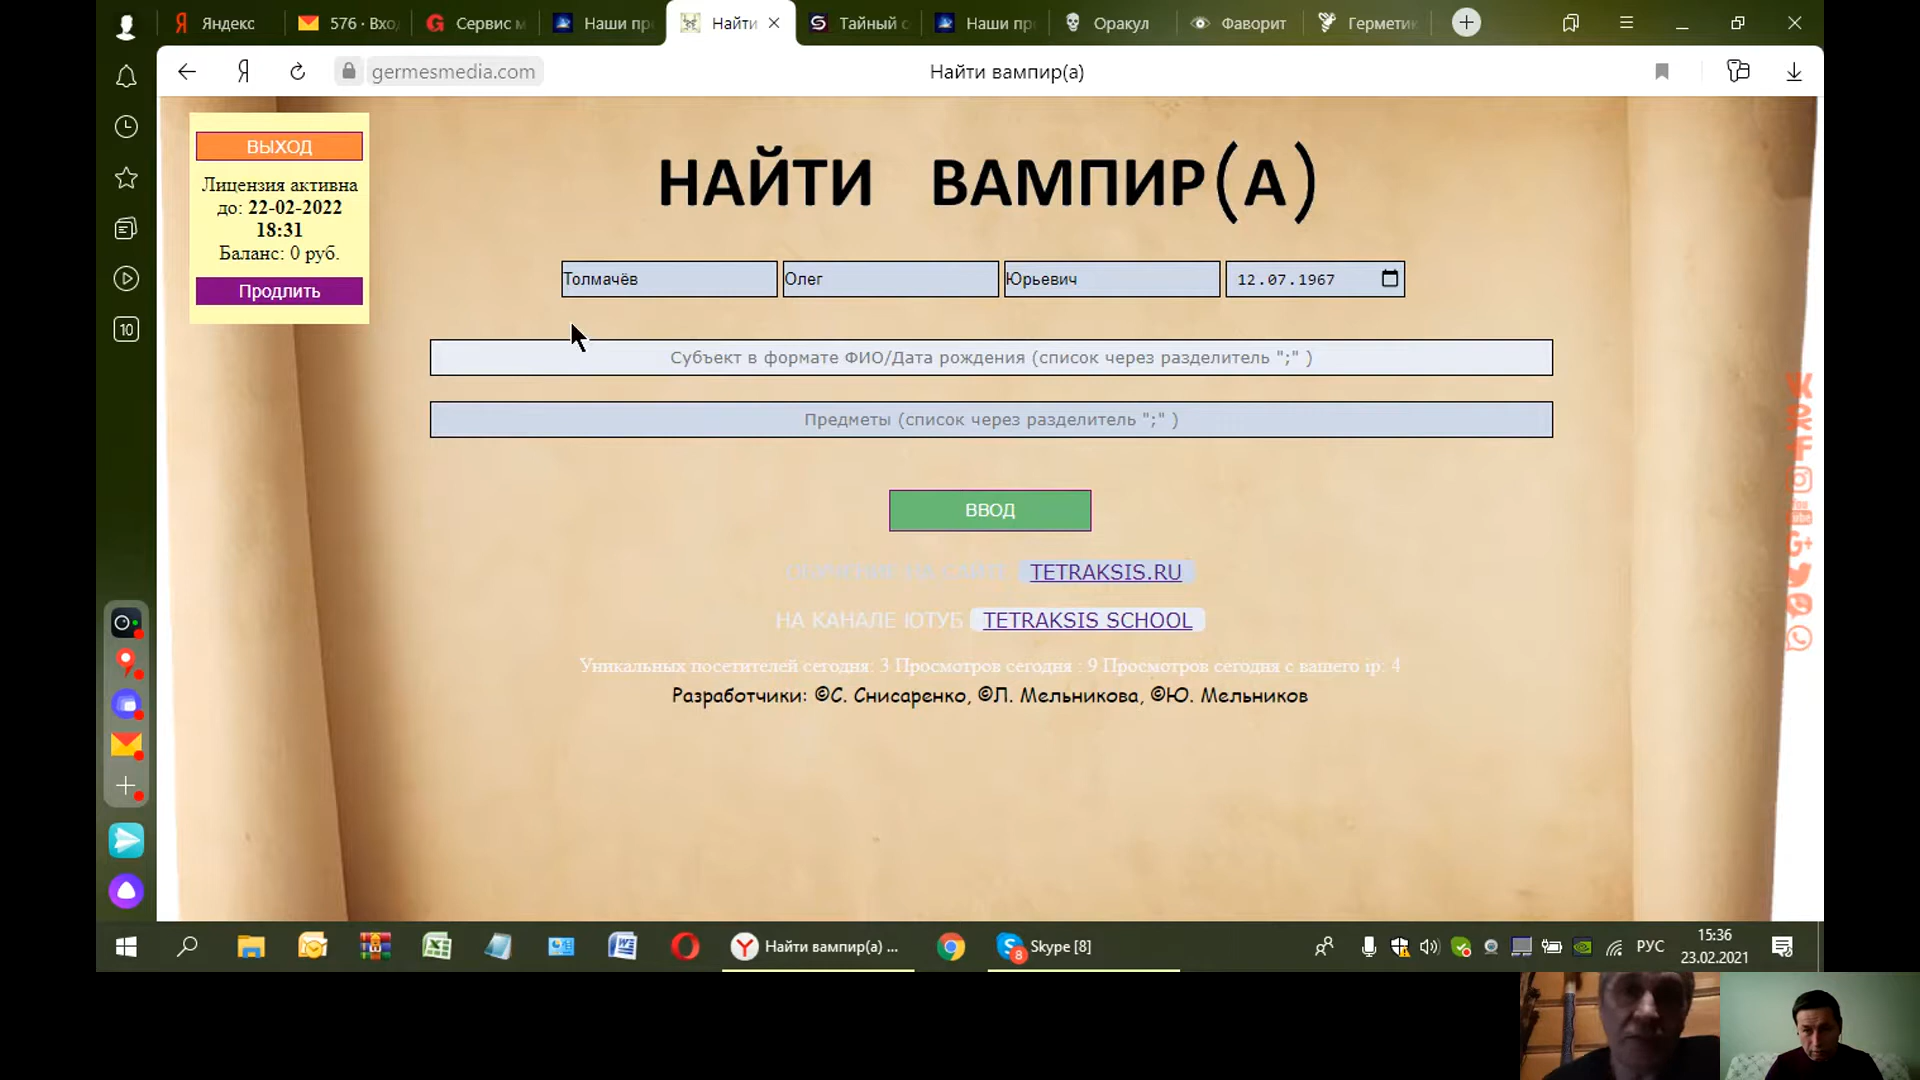 Яндекс
576 · Вхо
Сервис м
Наши пр
Найти
Тайный с
Наши пр
Оракул
Фаворит
Герметик
germesmedia.com
Найти вампир(а)
ВЫХОД
Лицензия активна
до: 22-02-2022
18:31
Баланс: 0 руб.
Продлить
НАЙТИ ВАМПИР(А)
Толмачёв
Олег
Юрьевич
12.07.1967
Субъект в формате ФИО/Дата рождения (список через разделитель ";" )
Предметы (список через разделитель ";" )
ВВОД
ОБУЧЕНИЕ НА САЙТЕ TETRAKSIS.RU
НА КАНАЛЕ ЮТУБ TETRAKSIS SCHOOL
Уникальных посетителей сегодня: 3 Просмотров сегодня : 9 Просмотров сегодня с вашего ip: 4
Разработчики: ©С. Снисаренко, ©Л. Мельникова, ©Ю. Мельников
10
Найти вампир(а) ...
8
Skype [8]
РУС
15:36
23.02.2021